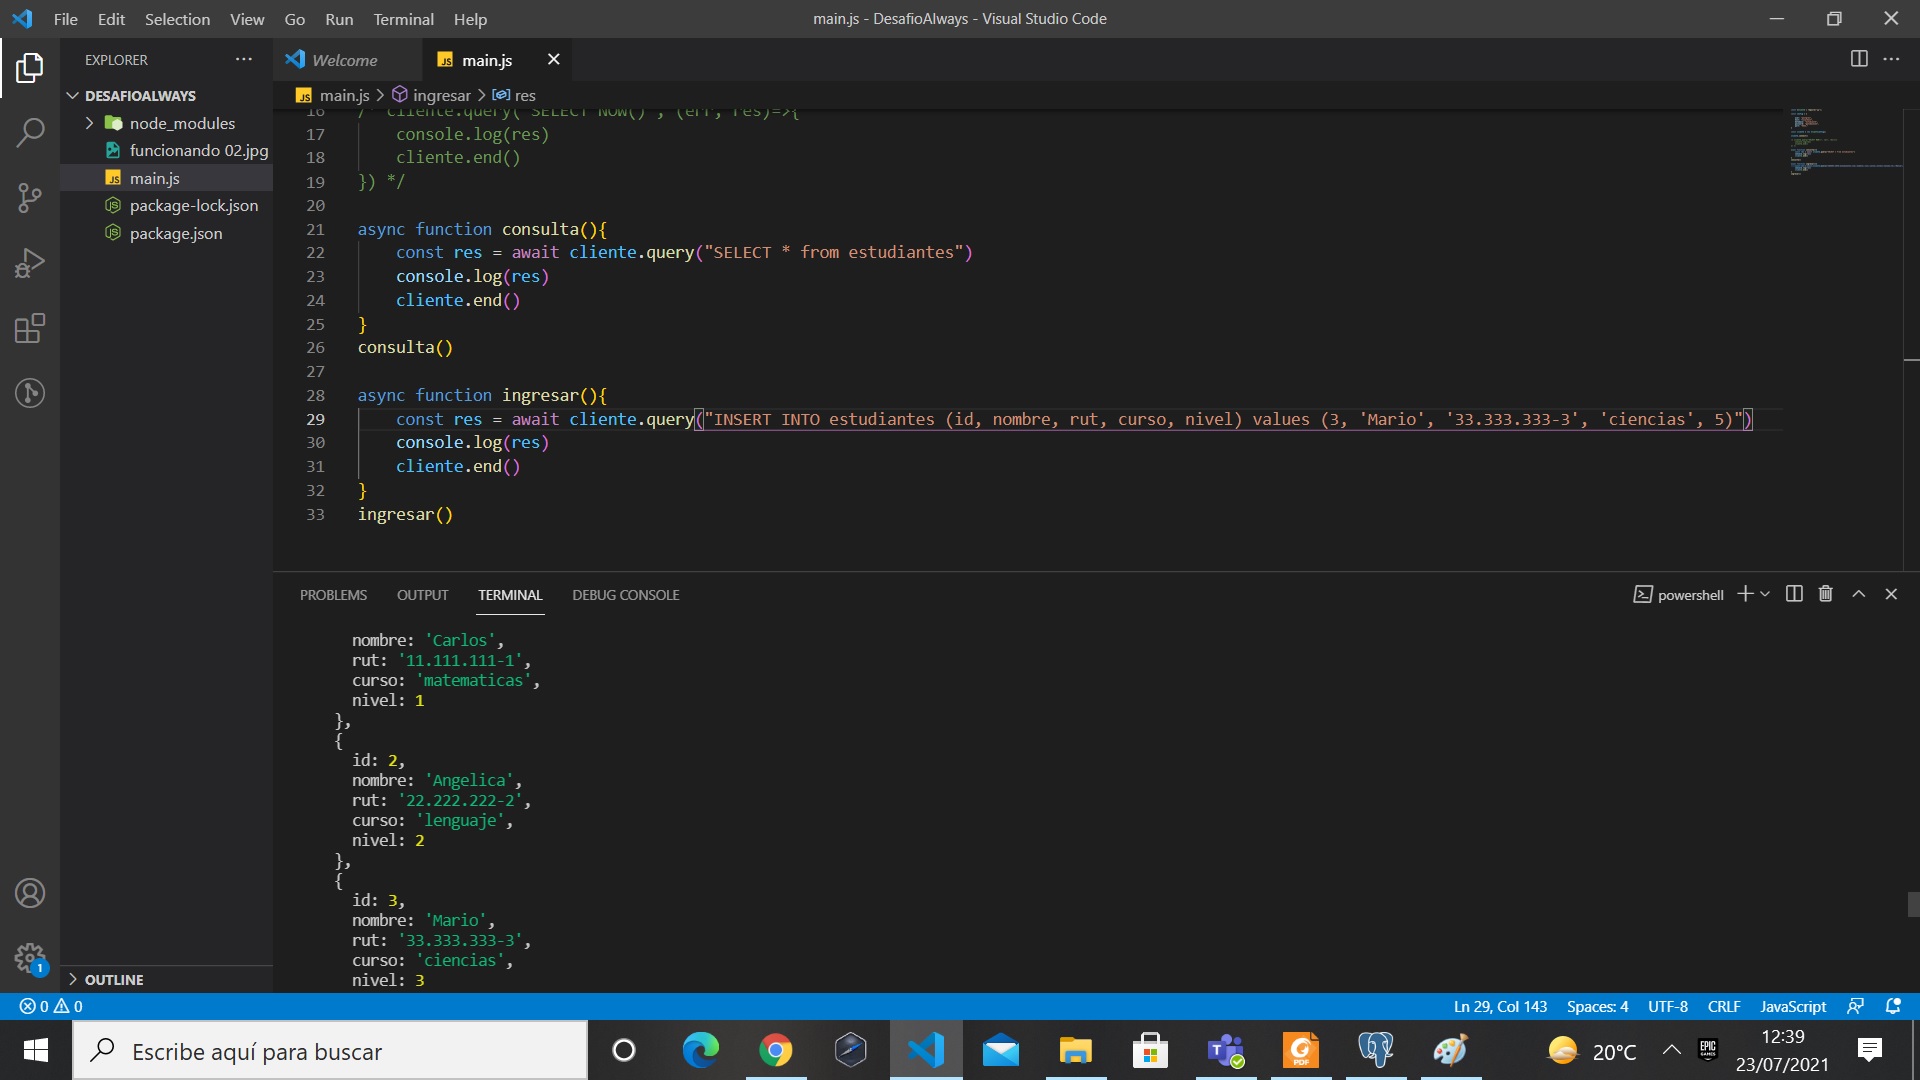 File Edit Selection View Go Run Terminal Help
main.js - DesafioAlways - Visual Studio Code
EXPLORER
Welcome
main.js
DESAFIOALWAYS
node_modules
funcionando 02.jpg
main.js
package-lock.json
package.json
OUTLINE
main.js > ingresar > res
16 /* cliente.query("SELECT NOW()", (err, res)=>{
17 console.log(res)
18 cliente.end()
19 }) */
20
21 async function consulta(){
22 const res = await cliente.query("SELECT * from estudiantes")
23 console.log(res)
24 cliente.end()
25 }
26 consulta()
27
28 async function ingresar(){
29 const res = await cliente.query("INSERT INTO estudiantes (id, nombre, rut, curso, nivel) values (3, 'Mario', '33.333.333-3', 'ciencias', 5)")
30 console.log(res)
31 cliente.end()
32 }
33 ingresar()
PROBLEMS OUTPUT TERMINAL DEBUG CONSOLE
powershell
nombre: 'Carlos',
rut: '11.111.111-1',
curso: 'matematicas',
nivel: 1
},
{
id: 2,
nombre: 'Angelica',
rut: '22.222.222-2',
curso: 'lenguaje',
nivel: 2
},
{
id: 3,
nombre: 'Mario',
rut: '33.333.333-3',
curso: 'ciencias',
nivel: 3
1
0 0
Ln 29, Col 143 Spaces: 4 UTF-8 CRLF JavaScript
Escribe aquí para buscar
PDF
20°C
EPIC GAMES
12:39
23/07/2021